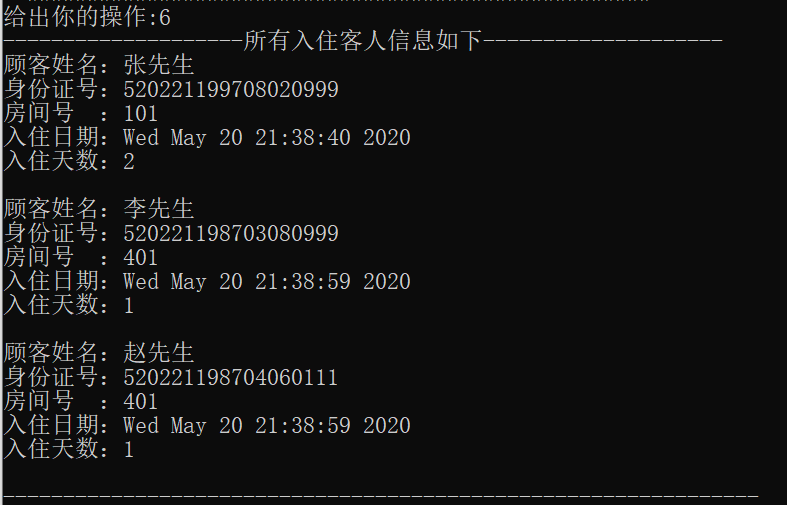 给出你的操作:6
--------------------所有入住客人信息如下--------------------
顾客姓名：张先生
身份证号：520221199708020999
房间号  ：101
入住日期：Wed May 20 21:38:40 2020
入住天数：2
顾客姓名：李先生
身份证号：520221198703080999
房间号  ：401
入住日期：Wed May 20 21:38:59 2020
入住天数：1
顾客姓名：赵先生
身份证号：520221198704060111
房间号  ：401
入住日期：Wed May 20 21:38:59 2020
入住天数：1
---------------------------------------------------------------